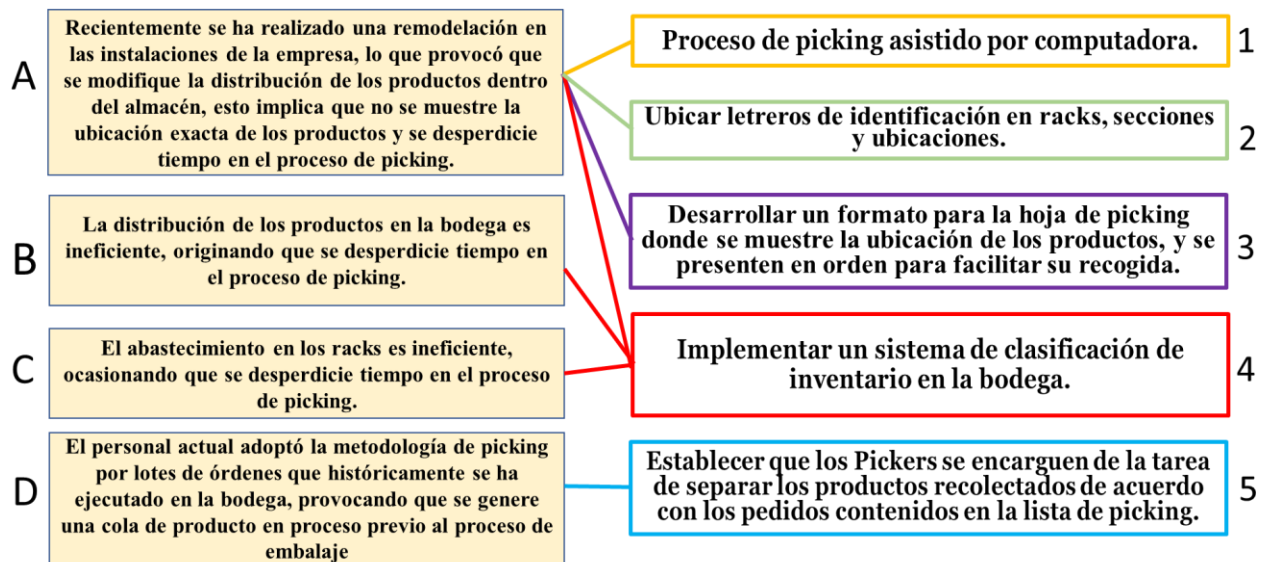 A
Recientemente se ha realizado una remodelación en
las instalaciones de la empresa, lo que provocó que
se modifique la distribución de los productos dentro
del almacén, esto implica que no se muestre la
ubicación exacta de los productos y se desperdicie
tiempo en el proceso de picking.
B
La distribución de los productos en la bodega es
ineficiente, originando que se desperdicie tiempo en
el proceso de picking.
C
El abastecimiento en los racks es ineficiente,
ocasionando que se desperdicie tiempo en el proceso
de picking.
D
El personal actual adoptó la metodología de picking
por lotes de órdenes que históricamente se ha
ejecutado en la bodega, provocando que se genere
una cola de producto en proceso previo al proceso de
embalaje
Proceso de picking asistido por computadora.
1
Ubicar letreros de identificación en racks, secciones
y ubicaciones.
2
Desarrollar un formato para la hoja de picking
donde se muestre la ubicación de los productos, y se
presenten en orden para facilitar su recogida.
3
Implementar un sistema de clasificación de
inventario en la bodega.
4
Establecer que los Pickers se encarguen de la tarea
de separar los productos recolectados de acuerdo
con los pedidos contenidos en la lista de picking.
5